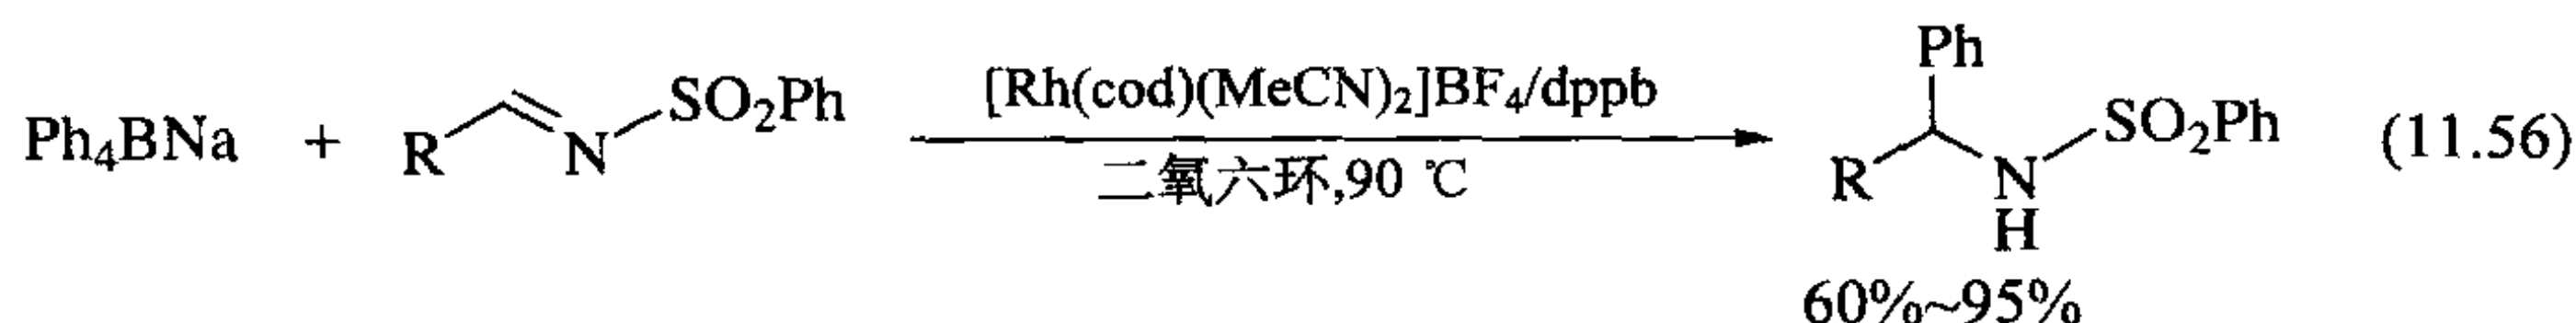 Ph
Ph₄BNa + R N SO₂Ph [Rh(cod)(MeCN)₂]BF₄/dppb R N SO₂Ph (11.56)
二氧六环,90 ℃ H
60%~95%